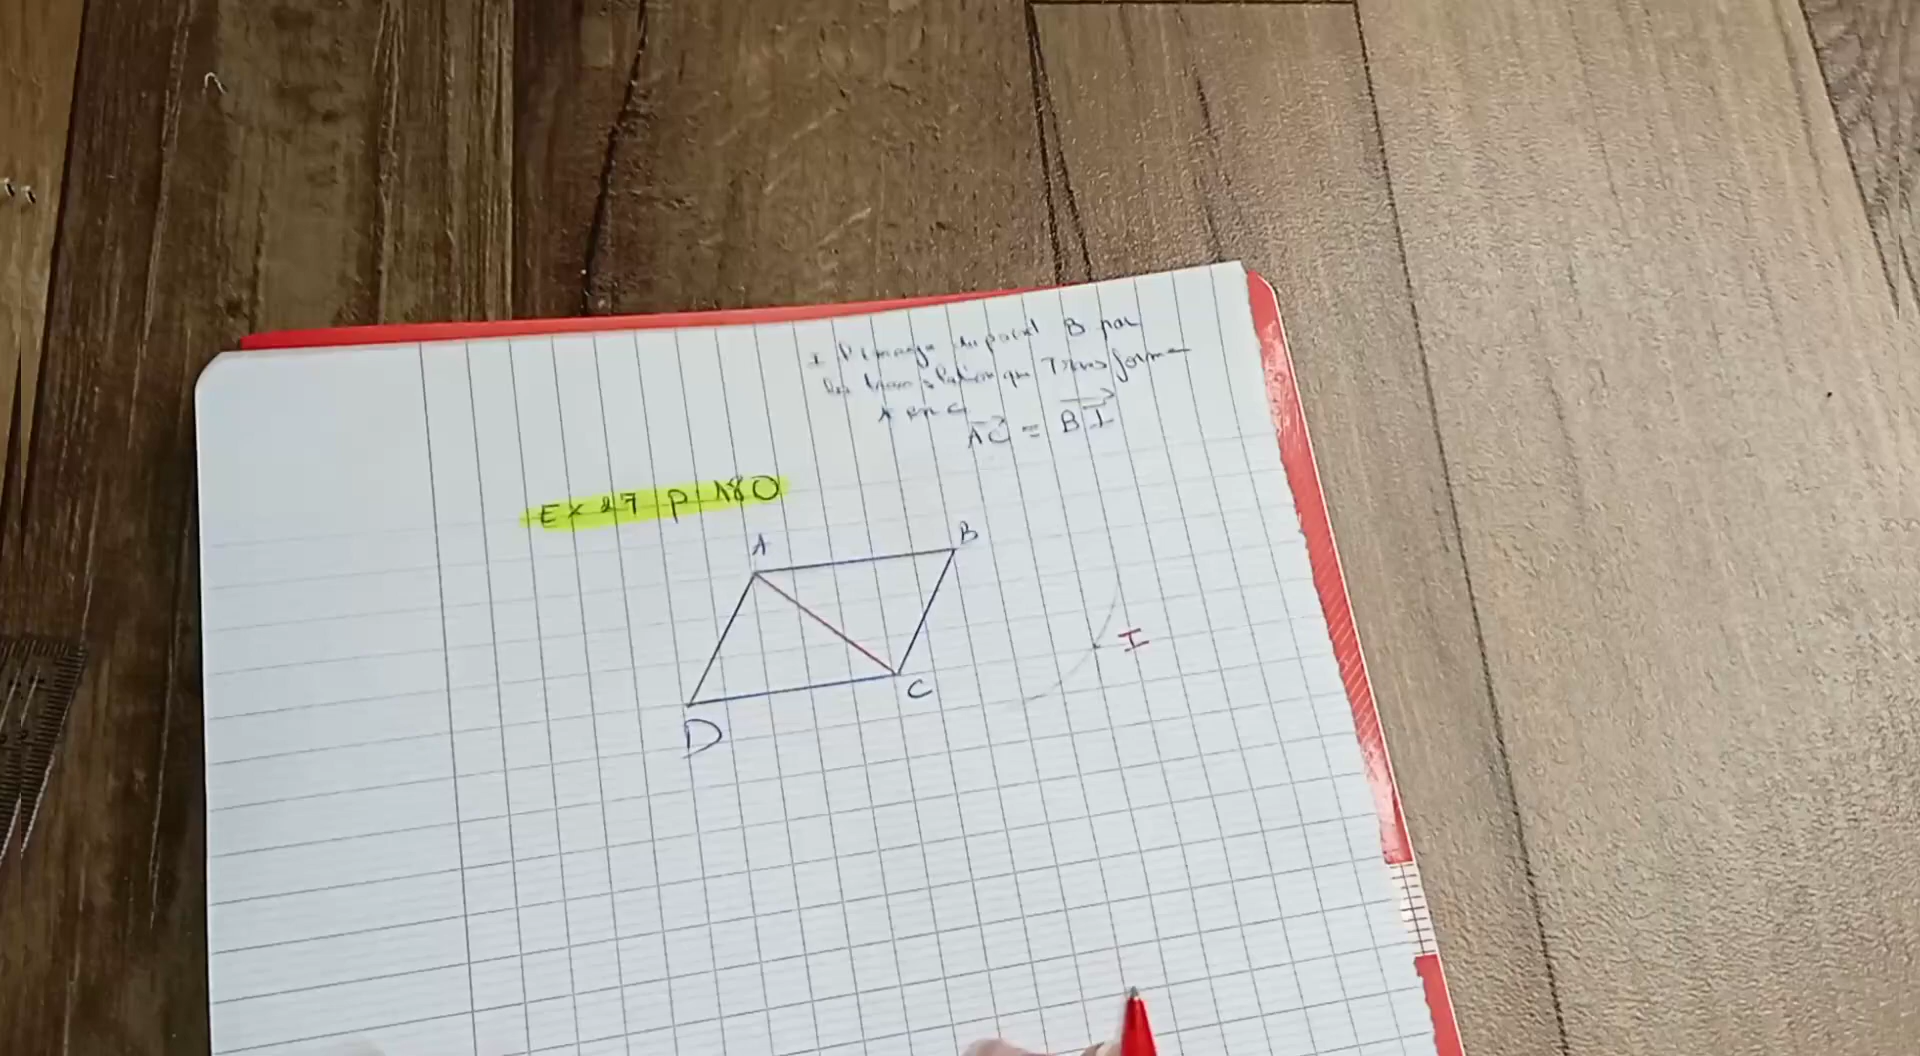 I l'image du point B par
la translation qui Transforme
A en C
AC = BI
Ex 27 p 180
A
B
I
C
D